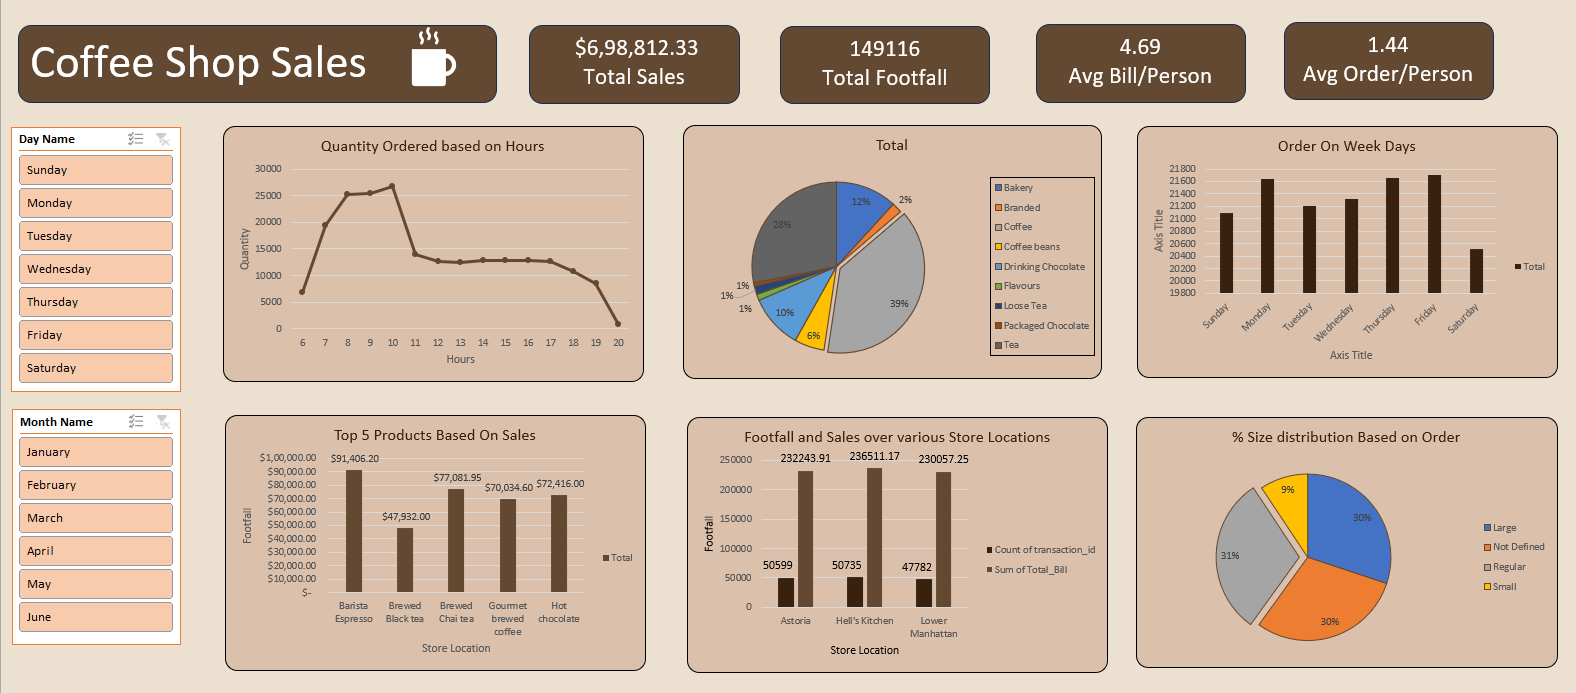 Coffee Shop Sales
$6,98,812.33
Total Sales
149116
Total Footfall
4.69
Avg Bill/Person
1.44
Avg Order/Person
Day Name
Sunday
Monday
Tuesday
Wednesday
Thursday
Friday
Saturday
Month Name
January
February
March
April
May
June
Quantity Ordered based on Hours
Quantity
30000
25000
20000
15000
10000
5000
0
6 7 8 9 10 11 12 13 14 15 16 17 18 19 20
Hours
Total
12%
2%
39%
6%
10%
1%
1%
1%
28%
Bakery
Branded
Coffee
Coffee beans
Drinking Chocolate
Flavours
Loose Tea
Packaged Chocolate
Tea
Order On Week Days
Axis Title
21800
21600
21400
21200
21000
20800
20600
20400
20200
20000
19800
Sunday Monday Tuesday Wednesday Thursday Friday Saturday
Axis Title
Total
Top 5 Products Based On Sales
Footfall
$1,00,000.00
$90,000.00
$80,000.00
$70,000.00
$60,000.00
$50,000.00
$40,000.00
$30,000.00
$20,000.00
$10,000.00
$-
$91,406.20
$47,932.00
$77,081.95
$70,034.60
$72,416.00
Barista
Espresso
Brewed
Black tea
Brewed
Chai tea
Gourmet
brewed
coffee
Hot
chocolate
Store Location
Total
Footfall and Sales over various Store Locations
Footfall
250000
200000
150000
100000
50000
0
232243.91
236511.17
230057.25
50599
50735
47782
Astoria
Hell's Kitchen
Lower
Manhattan
Store Location
Count of transaction_id
Sum of Total_Bill
% Size distribution Based on Order
9%
30%
31%
30%
Large
Not Defined
Regular
Small